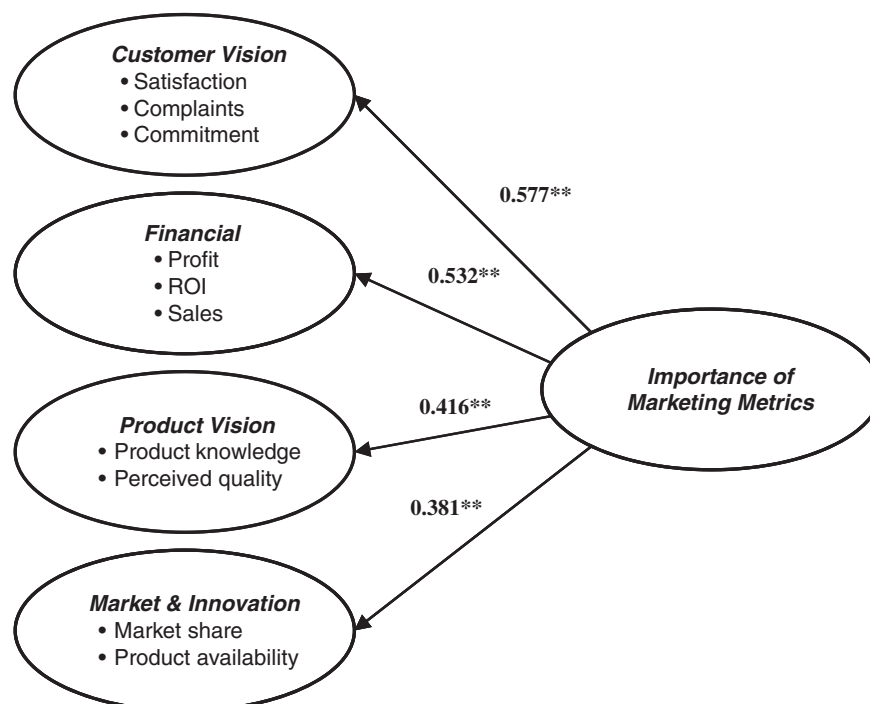 Customer Vision
• Satisfaction
• Complaints
• Commitment
0.577**
Financial
• Profit
• ROI
• Sales
0.532**
Importance of
Marketing Metrics
Product Vision
• Product knowledge
• Perceived quality
0.416**
0.381**
Market & Innovation
• Market share
• Product availability